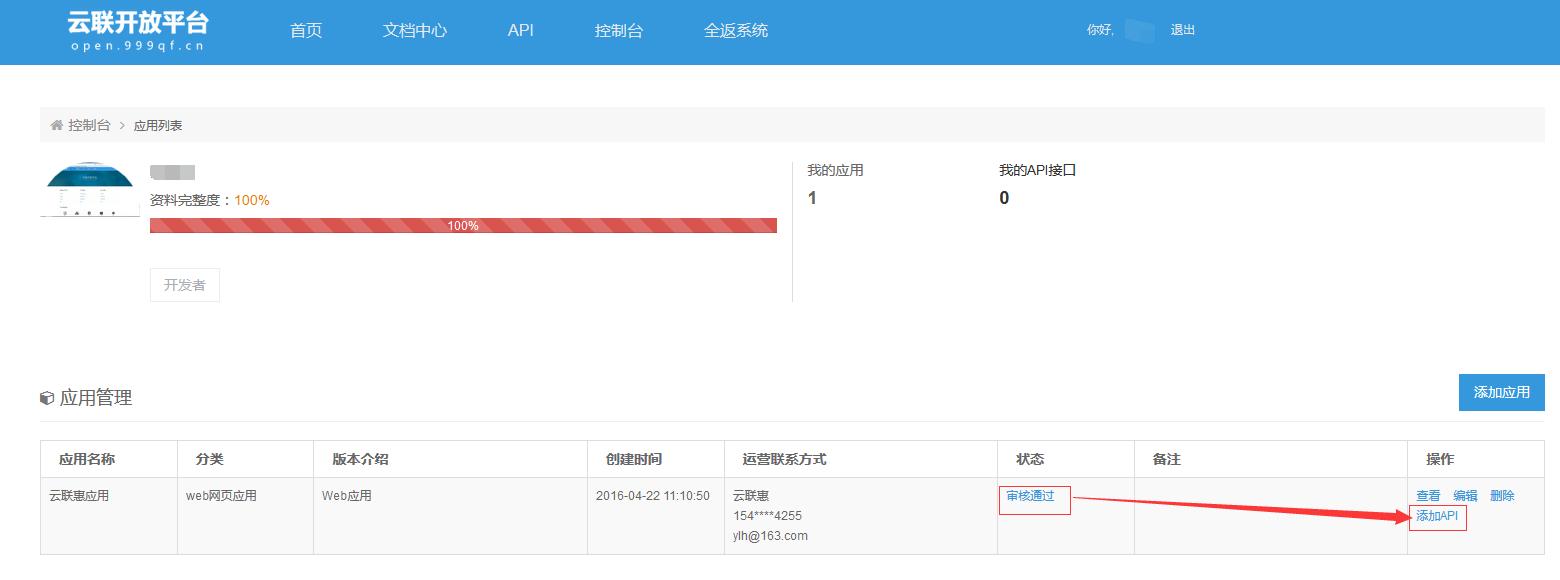 云联开放平台
open.999qf.cn
首页 文档中心 API 控制台 全返系统 你好, 退出
控制台 > 应用列表
资料完整度：100%
100%
开发者
我的应用 我的API接口
1 0
应用管理 添加应用
应用名称 分类 版本介绍 创建时间 运营联系方式 状态 备注 操作
云联惠应用 web网页应用 Web应用 2016-04-22 11:10:50 云联惠 审核通过 查看 编辑 删除
154****4255 添加API
ylh@163.com